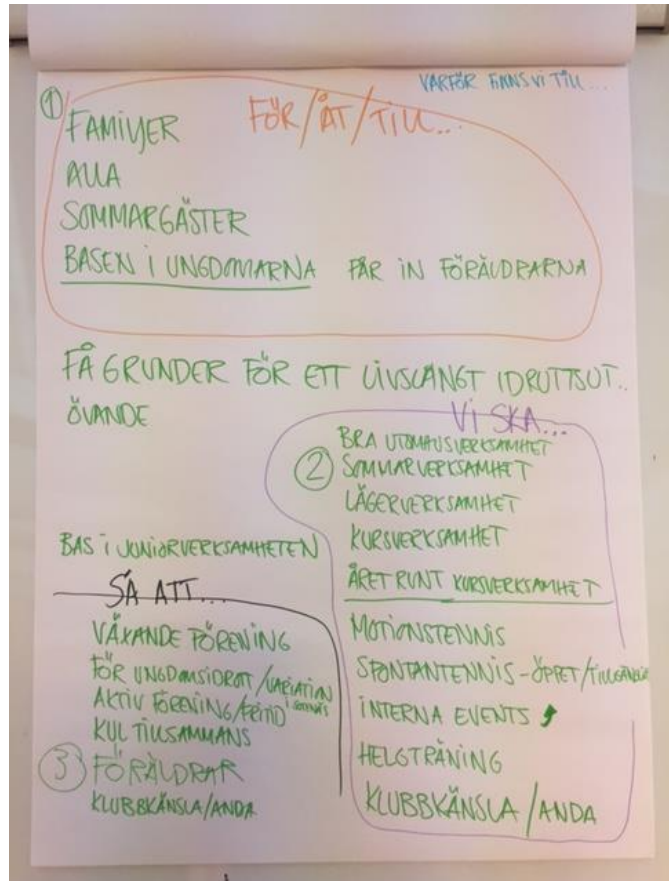 VARFÖR FINNS VI TILL...
① FÖR/ÅT/TILL...
FAMILJER
ALLA
SOMMARGÄSTER
BASEN I UNGDOMARNA FÅR IN FÖRÄLDRARNA
FÅ GRUNDER FÖR ETT LIVSLÅNGT IDROTTSUT..
ÖVANDE
VI SKA...
②
BRA UTOMHUSVERKSAMHET
SOMMARVERKSAMHET
LÄGERVERKSAMHET
KURSVERKSAMHET
ÅRET RUNT KURSVERKSAMHET
MOTIONSTENNIS
SPONTANTENNIS - ÖPPET/TILLGÄNGLIG
INTERNA EVENTS
HELGTRÄNING
KLUBBKÄNSLA/ANDA
BAS I JUNIORVERKSAMHETEN
SÅ ATT...
VÄXANDE FÖRENING
FÖR UNGDOMSIDROTT/VARIATION
AKTIV FÖRENING/FRITID
KUL TILLSAMMANS
③ FÖRÄLDRAR
KLUBBKÄNSLA/ANDA